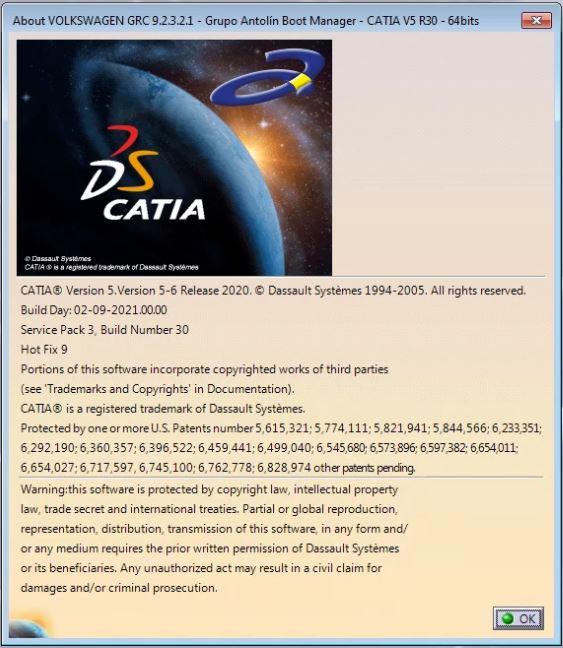 About VOLKSWAGEN GRC 9.2.3.2.1 - Grupo Antolín Boot Manager - CATIA V5 R30 - 64bits
DS
CATIA
© Dassault Systèmes
CATIA ® is a registered trademark of Dassault Systèmes
CATIA® Version 5.Version 5-6 Release 2020. © Dassault Systèmes 1994-2005. All rights reserved.
Build Day: 02-09-2021.00.00
Service Pack 3, Build Number 30
Hot Fix 9
Portions of this software incorporate copyrighted works of third parties
(see 'Trademarks and Copyrights' in Documentation).
CATIA® is a registered trademark of Dassault Systèmes.
Protected by one or more U.S. Patents number 5,615,321; 5,774,111; 5,821,941; 5,844,566; 6,233,351;
6,292,190; 6,360,357; 6,396,522; 6,459,441; 6,499,040; 6,545,680; 6,573,896; 6,597,382; 6,654,011;
6,654,027; 6,717,597, 6,745,100; 6,762,778; 6,828,974 other patents pending.
Warning:this software is protected by copyright law, intellectual property
law, trade secret and international treaties. Partial or global reproduction,
representation, distribution, transmission of this software, in any form and/
or any medium requires the prior written permission of Dassault Systèmes
or its beneficiaries. Any unauthorized act may result in a civil claim for
damages and/or criminal prosecution.
OK